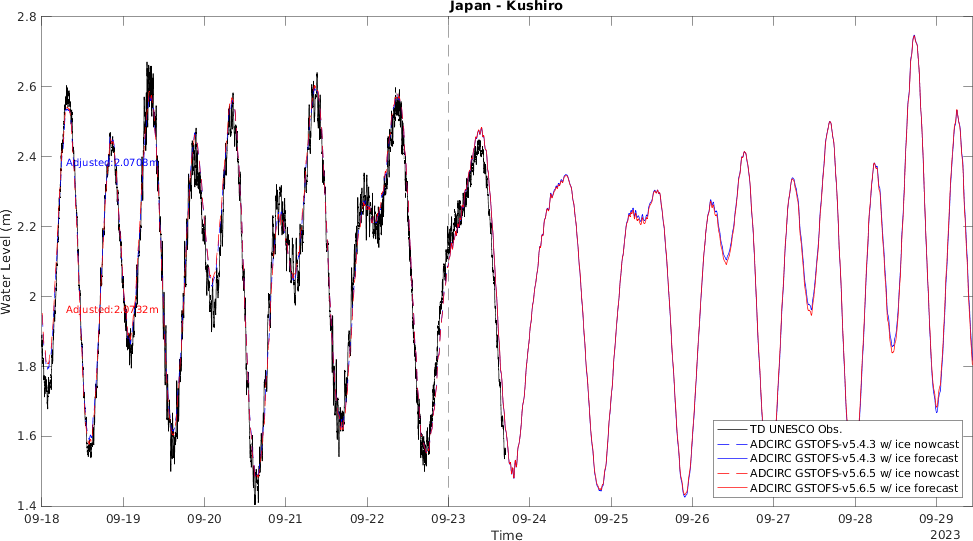 Japan - Kushiro
2.8
2.6
2.4
2.2
2
1.8
1.6
1.4
Water Level (m)
Adjusted:2.0708m
Adjusted:2.0732m
TD UNESCO Obs.
ADCIRC GSTOFS-v5.4.3 w/ ice nowcast
ADCIRC GSTOFS-v5.4.3 w/ ice forecast
ADCIRC GSTOFS-v5.6.5 w/ ice nowcast
ADCIRC GSTOFS-v5.6.5 w/ ice forecast
09-18 09-19 09-20 09-21 09-22 09-23 09-24 09-25 09-26 09-27 09-28 09-29
2023
Time